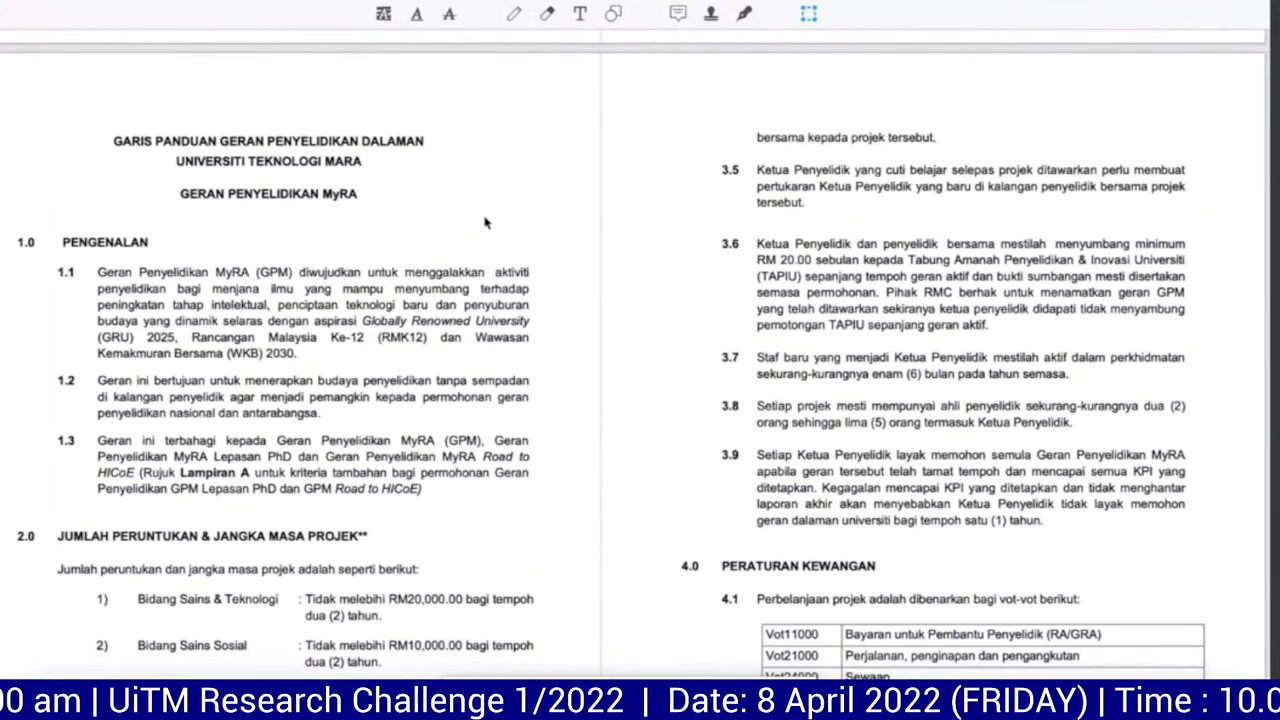 GARIS PANDUAN GERAN PENYELIDIKAN DALAMAN
UNIVERSITI TEKNOLOGI MARA
GERAN PENYELIDIKAN MyRA
1.0 PENGENALAN
1.1 Geran Penyelidikan MyRA (GPM) diwujudkan untuk menggalakkan aktiviti
penyelidikan bagi menjana ilmu yang mampu menyumbang terhadap
peningkatan tahap intelektual, penciptaan teknologi baru dan penyuburan
budaya yang dinamik selaras dengan aspirasi Globally Renowned University
(GRU) 2025, Rancangan Malaysia Ke-12 (RMK12) dan Wawasan
Kemakmuran Bersama (WKB) 2030.
1.2 Geran ini bertujuan untuk menerapkan budaya penyelidikan tanpa sempadan
di kalangan penyelidik agar menjadi pemangkin kepada permohonan geran
penyelidikan nasional dan antarabangsa.
1.3 Geran ini terbahagi kepada Geran Penyelidikan MyRA (GPM), Geran
Penyelidikan MyRA Lepasan PhD dan Geran Penyelidikan MyRA Road to
HICoE (Rujuk Lampiran A untuk kriteria tambahan bagi permohonan Geran
Penyelidikan GPM Lepasan PhD dan GPM Road to HICoE)
2.0 JUMLAH PERUNTUKAN & JANGKA MASA PROJEK**
Jumlah peruntukan dan jangka masa projek adalah seperti berikut:
1) Bidang Sains & Teknologi : Tidak melebihi RM20,000.00 bagi tempoh
dua (2) tahun.
2) Bidang Sains Sosial : Tidak melebihi RM10,000.00 bagi tempoh
dua (2) tahun.
bersama kepada projek tersebut.
3.5 Ketua Penyelidik yang cuti belajar selepas projek ditawarkan perlu membuat
pertukaran Ketua Penyelidik yang baru di kalangan penyelidik bersama projek
tersebut.
3.6 Ketua Penyelidik dan penyelidik bersama mestilah menyumbang minimum
RM 20.00 sebulan kepada Tabung Amanah Penyelidikan & Inovasi Universiti
(TAPIU) sepanjang tempoh geran aktif dan bukti sumbangan mesti disertakan
semasa permohonan. Pihak RMC berhak untuk menamatkan geran GPM
yang telah ditawarkan sekiranya ketua penyelidik didapati tidak menyambung
pemotongan TAPIU sepanjang geran aktif.
3.7 Staf baru yang menjadi Ketua Penyelidik mestilah aktif dalam perkhidmatan
sekurang-kurangnya enam (6) bulan pada tahun semasa.
3.8 Setiap projek mesti mempunyai ahli penyelidik sekurang-kurangnya dua (2)
orang sehingga lima (5) orang termasuk Ketua Penyelidik.
3.9 Setiap Ketua Penyelidik layak memohon semula Geran Penyelidikan MyRA
apabila geran tersebut telah tamat tempoh dan mencapai semua KPI yang
ditetapkan. Kegagalan mencapai KPI yang ditetapkan dan tidak menghantar
laporan akhir akan menyebabkan Ketua Penyelidik tidak layak memohon
geran dalaman universiti bagi tempoh satu (1) tahun.
4.0 PERATURAN KEWANGAN
4.1 Perbelanjaan projek adalah dibenarkan bagi vot-vot berikut:
Vot11000 Bayaran untuk Pembantu Penyelidik (RA/GRA)
Vot21000 Perjalanan, penginapan dan pengangkutan
Vot24000 Sewaan
00 am | UiTM Research Challenge 1/2022 | Date: 8 April 2022 (FRIDAY) | Time : 10.0